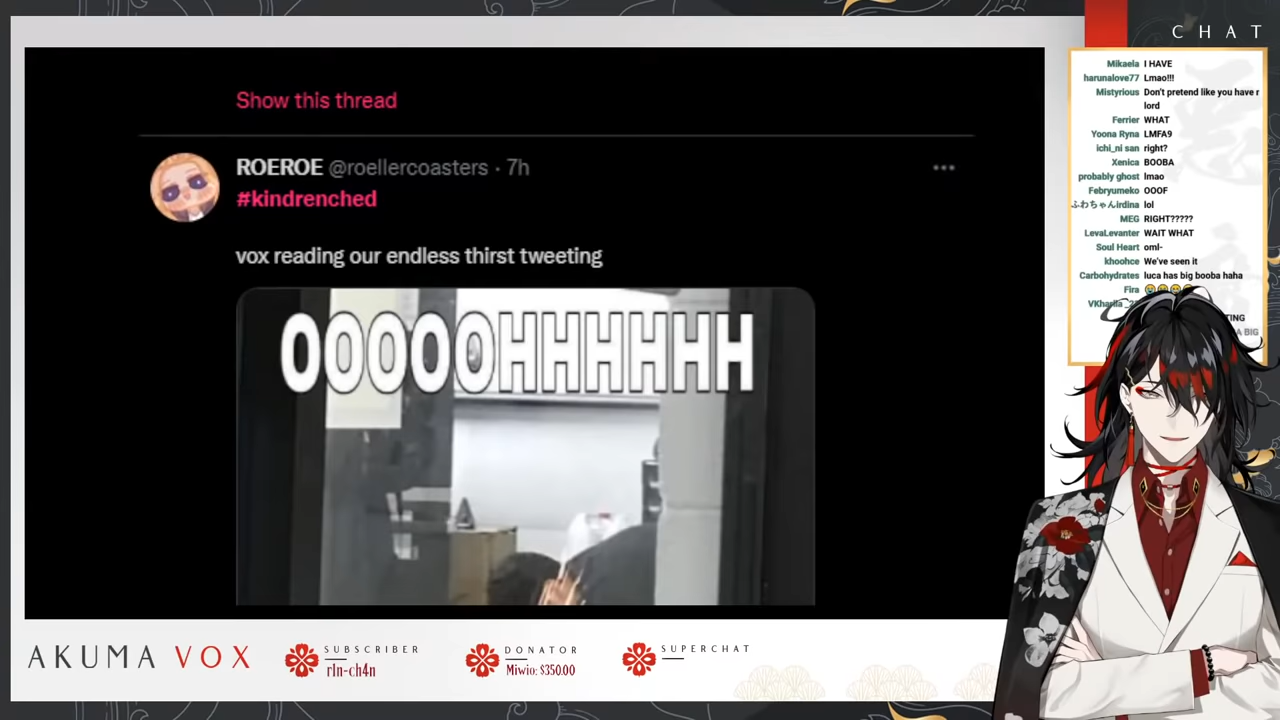 CHAT
Show this thread
ROEROE @roellercoasters · 7h
#kindrenched
vox reading our endless thirst tweeting
OOOOOHHHHHH
Mikaela I HAVE
harunalove77 Lmao!!!
Mistyrious Don't pretend like you have
lord
Ferrier WHAT
Yoona Ryna LMFA9
ichi_ni san right?
Xenica BOOBA
probably ghost lmao
Februmeko OOOF
ふわちゃんirdina lol
MEG RIGHT?????
LevaLevanter WAIT WHAT
Soul Heart oml-
khoohce We've seen it
Carbohydrates luca has big booba haha
Fira
A BIG
AKUMA VOX
SUBSCRIBER
r1n-ch4n
DONATOR
Miwio: $350.00
SUPERCHAT